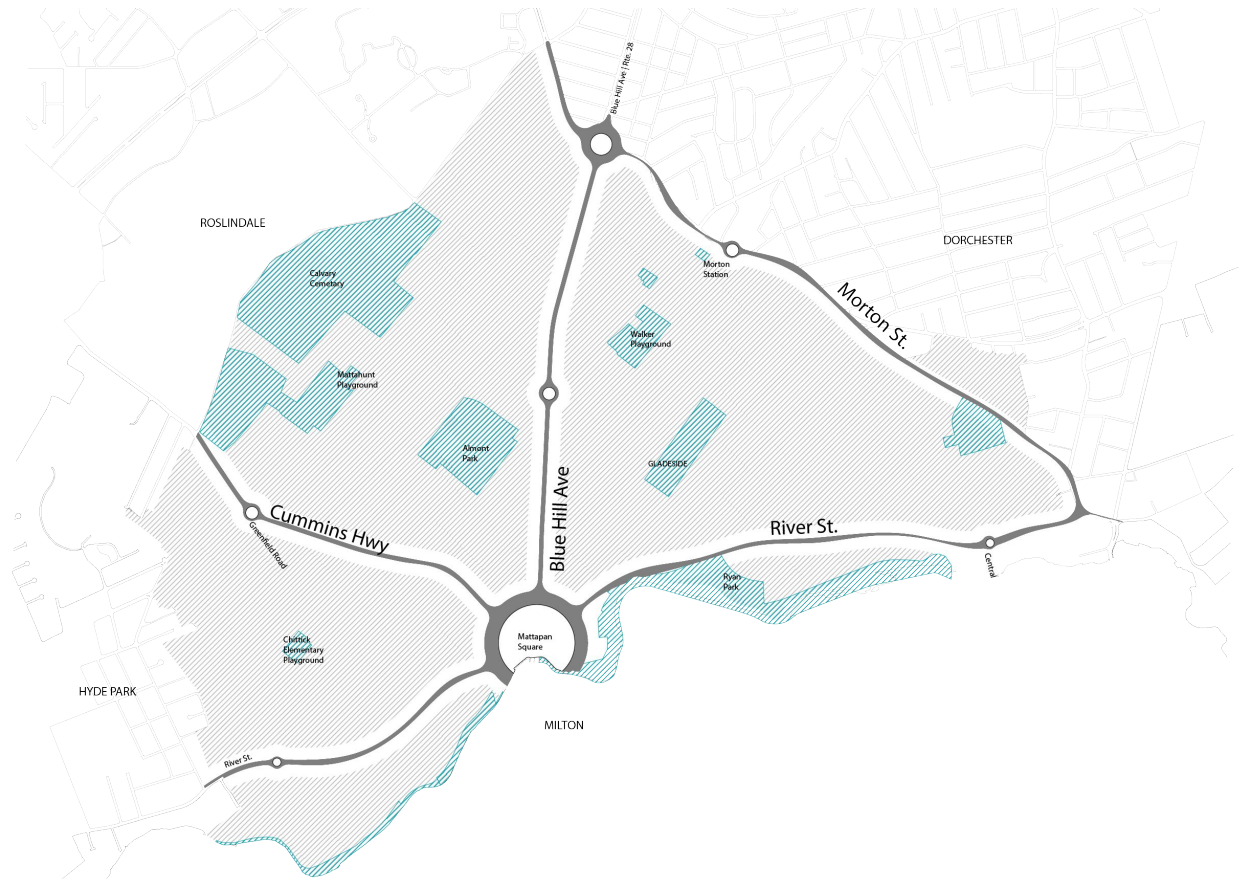 Blue Hill Ave | Rte. 28
ROSLINDALE
DORCHESTER
Morton
Station
Calvary
Cemetary
Morton St.
Walker
Playground
Mattahunt
Playground
Almont
Park
GLADESIDE
Blue Hill Ave
Cummins Hwy
Greenfield Road
River St.
Central
Ryan
Park
Mattapan
Square
Chittick
Elementary
Playground
HYDE PARK
MILTON
River St.